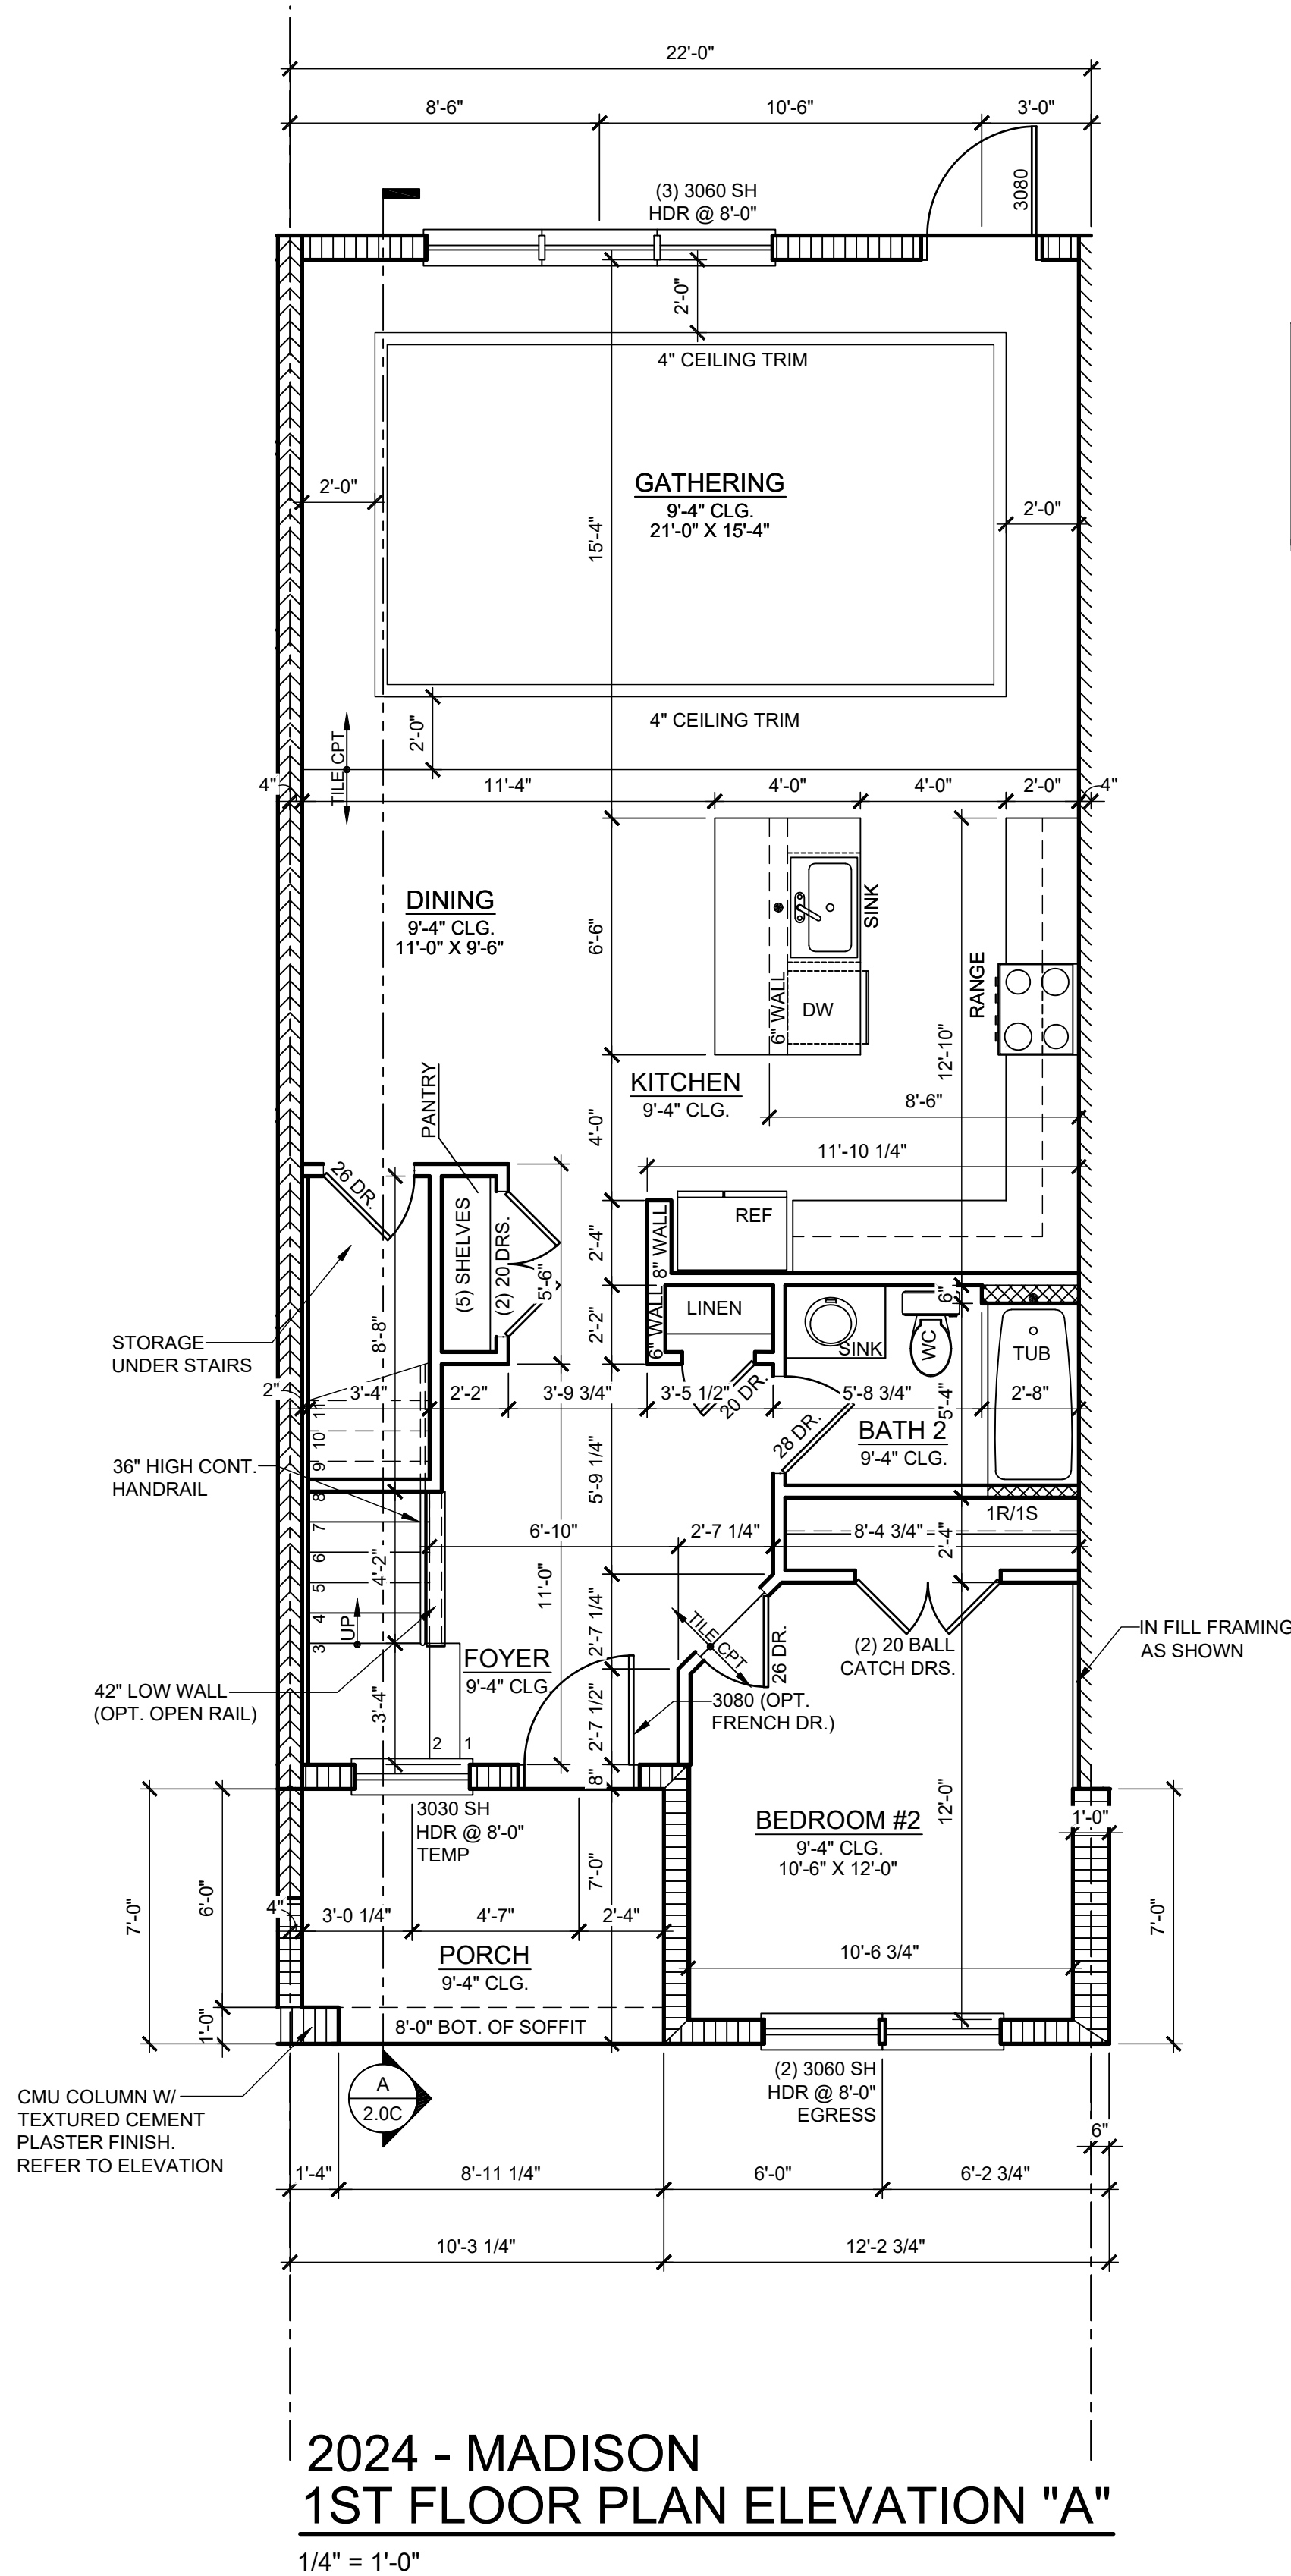 22'-0"
8'-6"
10'-6"
3'-0"
3080
(3) 3060 SH
HDR @ 8'-0"
2'-0"
4" CEILING TRIM
GATHERING
9'-4" CLG.
21'-0" X 15'-4"
2'-0"
2'-0"
15'-4"
4" CEILING TRIM
2'-0"
TILE CPT
4"
11'-4"
4'-0"
4'-0"
2'-0"
4"
DINING
9'-4" CLG.
11'-0" X 9'-6"
6'-6"
SINK
6" WALL
DW
RANGE
12'-10"
KITCHEN
9'-4" CLG.
8'-6"
PANTRY
4'-0"
11'-10 1/4"
26 DR.
(5) SHELVES
(2) 20 DRS.
5'-6"
2'-4"
8" WALL
REF
8'-8"
2'-2"
6" WALL
LINEN
SINK
WC
6"
TUB
STORAGE
UNDER STAIRS
2"
3'-4"
2'-2"
3'-9 3/4"
3'-5 1/2"
20 DR.
5'-8 3/4"
5'-4"
2'-8"
28 DR.
BATH 2
9'-4" CLG.
11
10
9
8
7
6
5
4
3
36" HIGH CONT.
HANDRAIL
5'-9 1/4"
1R/1S
6'-10"
2'-7 1/4"
8'-4 3/4"
2'-4"
4'-2"
11'-0"
UP
2'-7 1/4"
TILE CPT
26 DR.
(2) 20 BALL
CATCH DRS.
IN FILL FRAMING
AS SHOWN
FOYER
9'-4" CLG.
42" LOW WALL
(OPT. OPEN RAIL)
3'-4"
2
1
2'-7 1/2"
3080 (OPT.
FRENCH DR.)
8"
3030 SH
HDR @ 8'-0"
TEMP
BEDROOM #2
9'-4" CLG.
10'-6" X 12'-0"
12'-0"
1'-0"
7'-0"
6'-0"
7'-0"
7'-0"
4"
3'-0 1/4"
4'-7"
2'-4"
PORCH
9'-4" CLG.
10'-6 3/4"
1'-0"
8'-0" BOT. OF SOFFIT
CMU COLUMN W/
TEXTURED CEMENT
PLASTER FINISH.
REFER TO ELEVATION
A
2.0C
(2) 3060 SH
HDR @ 8'-0"
EGRESS
6"
1'-4"
8'-11 1/4"
6'-0"
6'-2 3/4"
10'-3 1/4"
12'-2 3/4"
2024 - MADISON
1ST FLOOR PLAN ELEVATION "A"
1/4" = 1'-0"